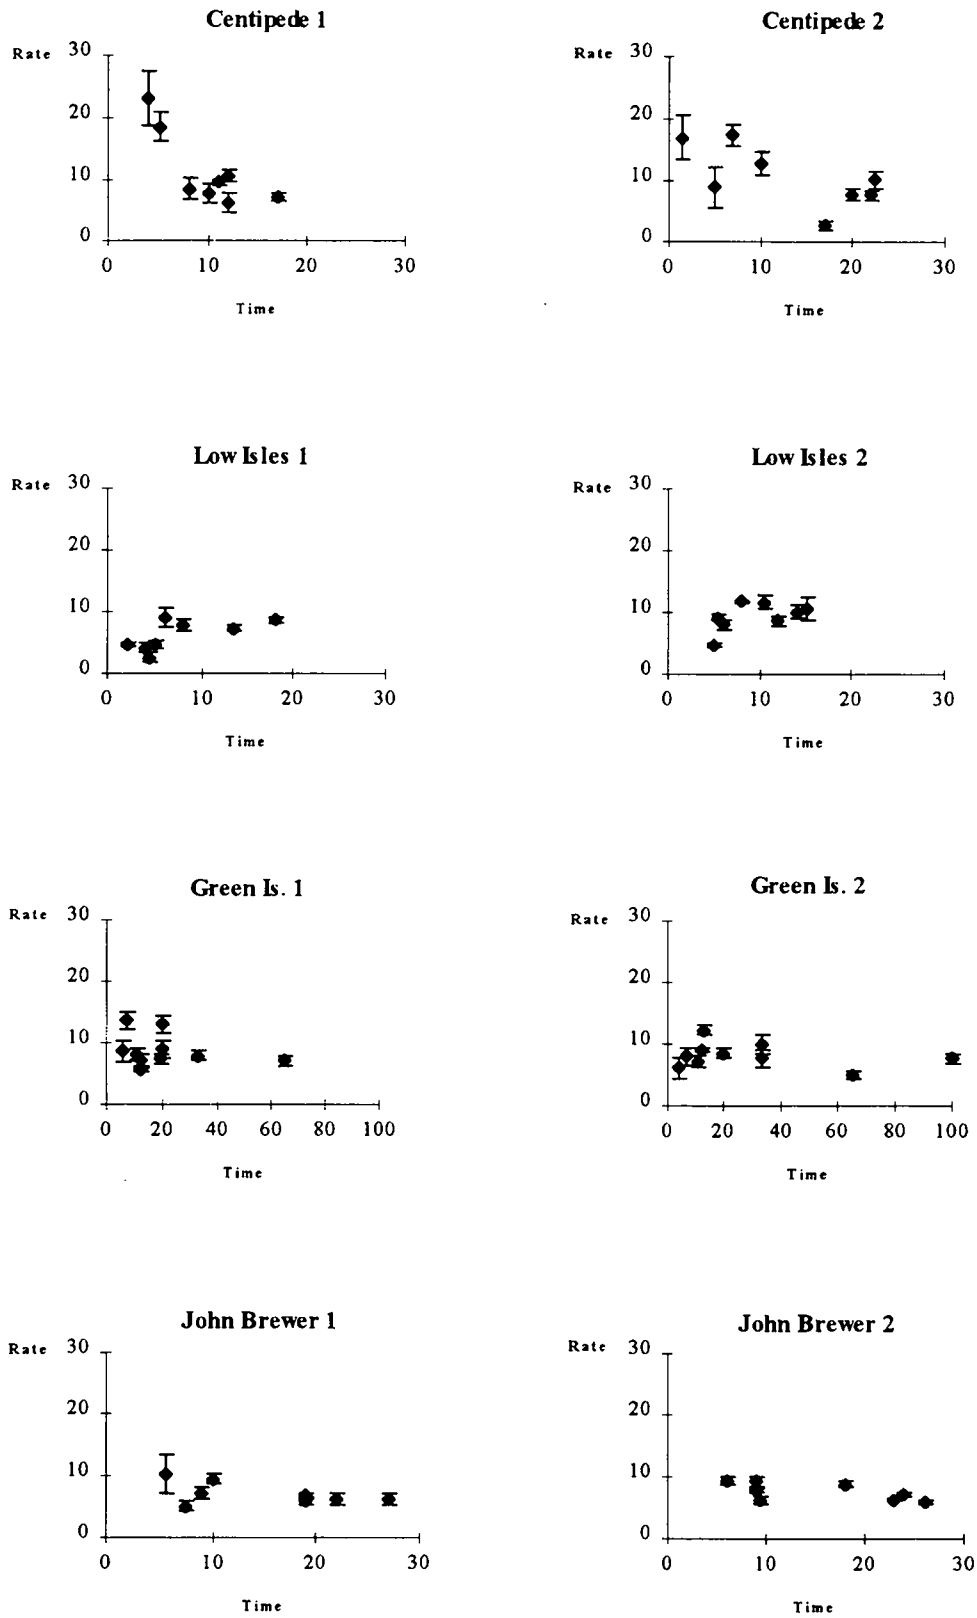 Centipede 1
Rate
30
20
10
0
0 10 20 30
Time
Centipede 2
Rate
30
20
10
0
0 10 20 30
Time
Low Isles 1
Rate
30
20
10
0
0 10 20 30
Time
Low Isles 2
Rate
30
20
10
0
0 10 20 30
Time
Green Is. 1
Rate
30
20
10
0
0 20 40 60 80 100
Time
Green Is. 2
Rate
30
20
10
0
0 20 40 60 80 100
Time
John Brewer 1
Rate
30
20
10
0
0 10 20 30
Time
John Brewer 2
Rate
30
20
10
0
0 10 20 30
Time